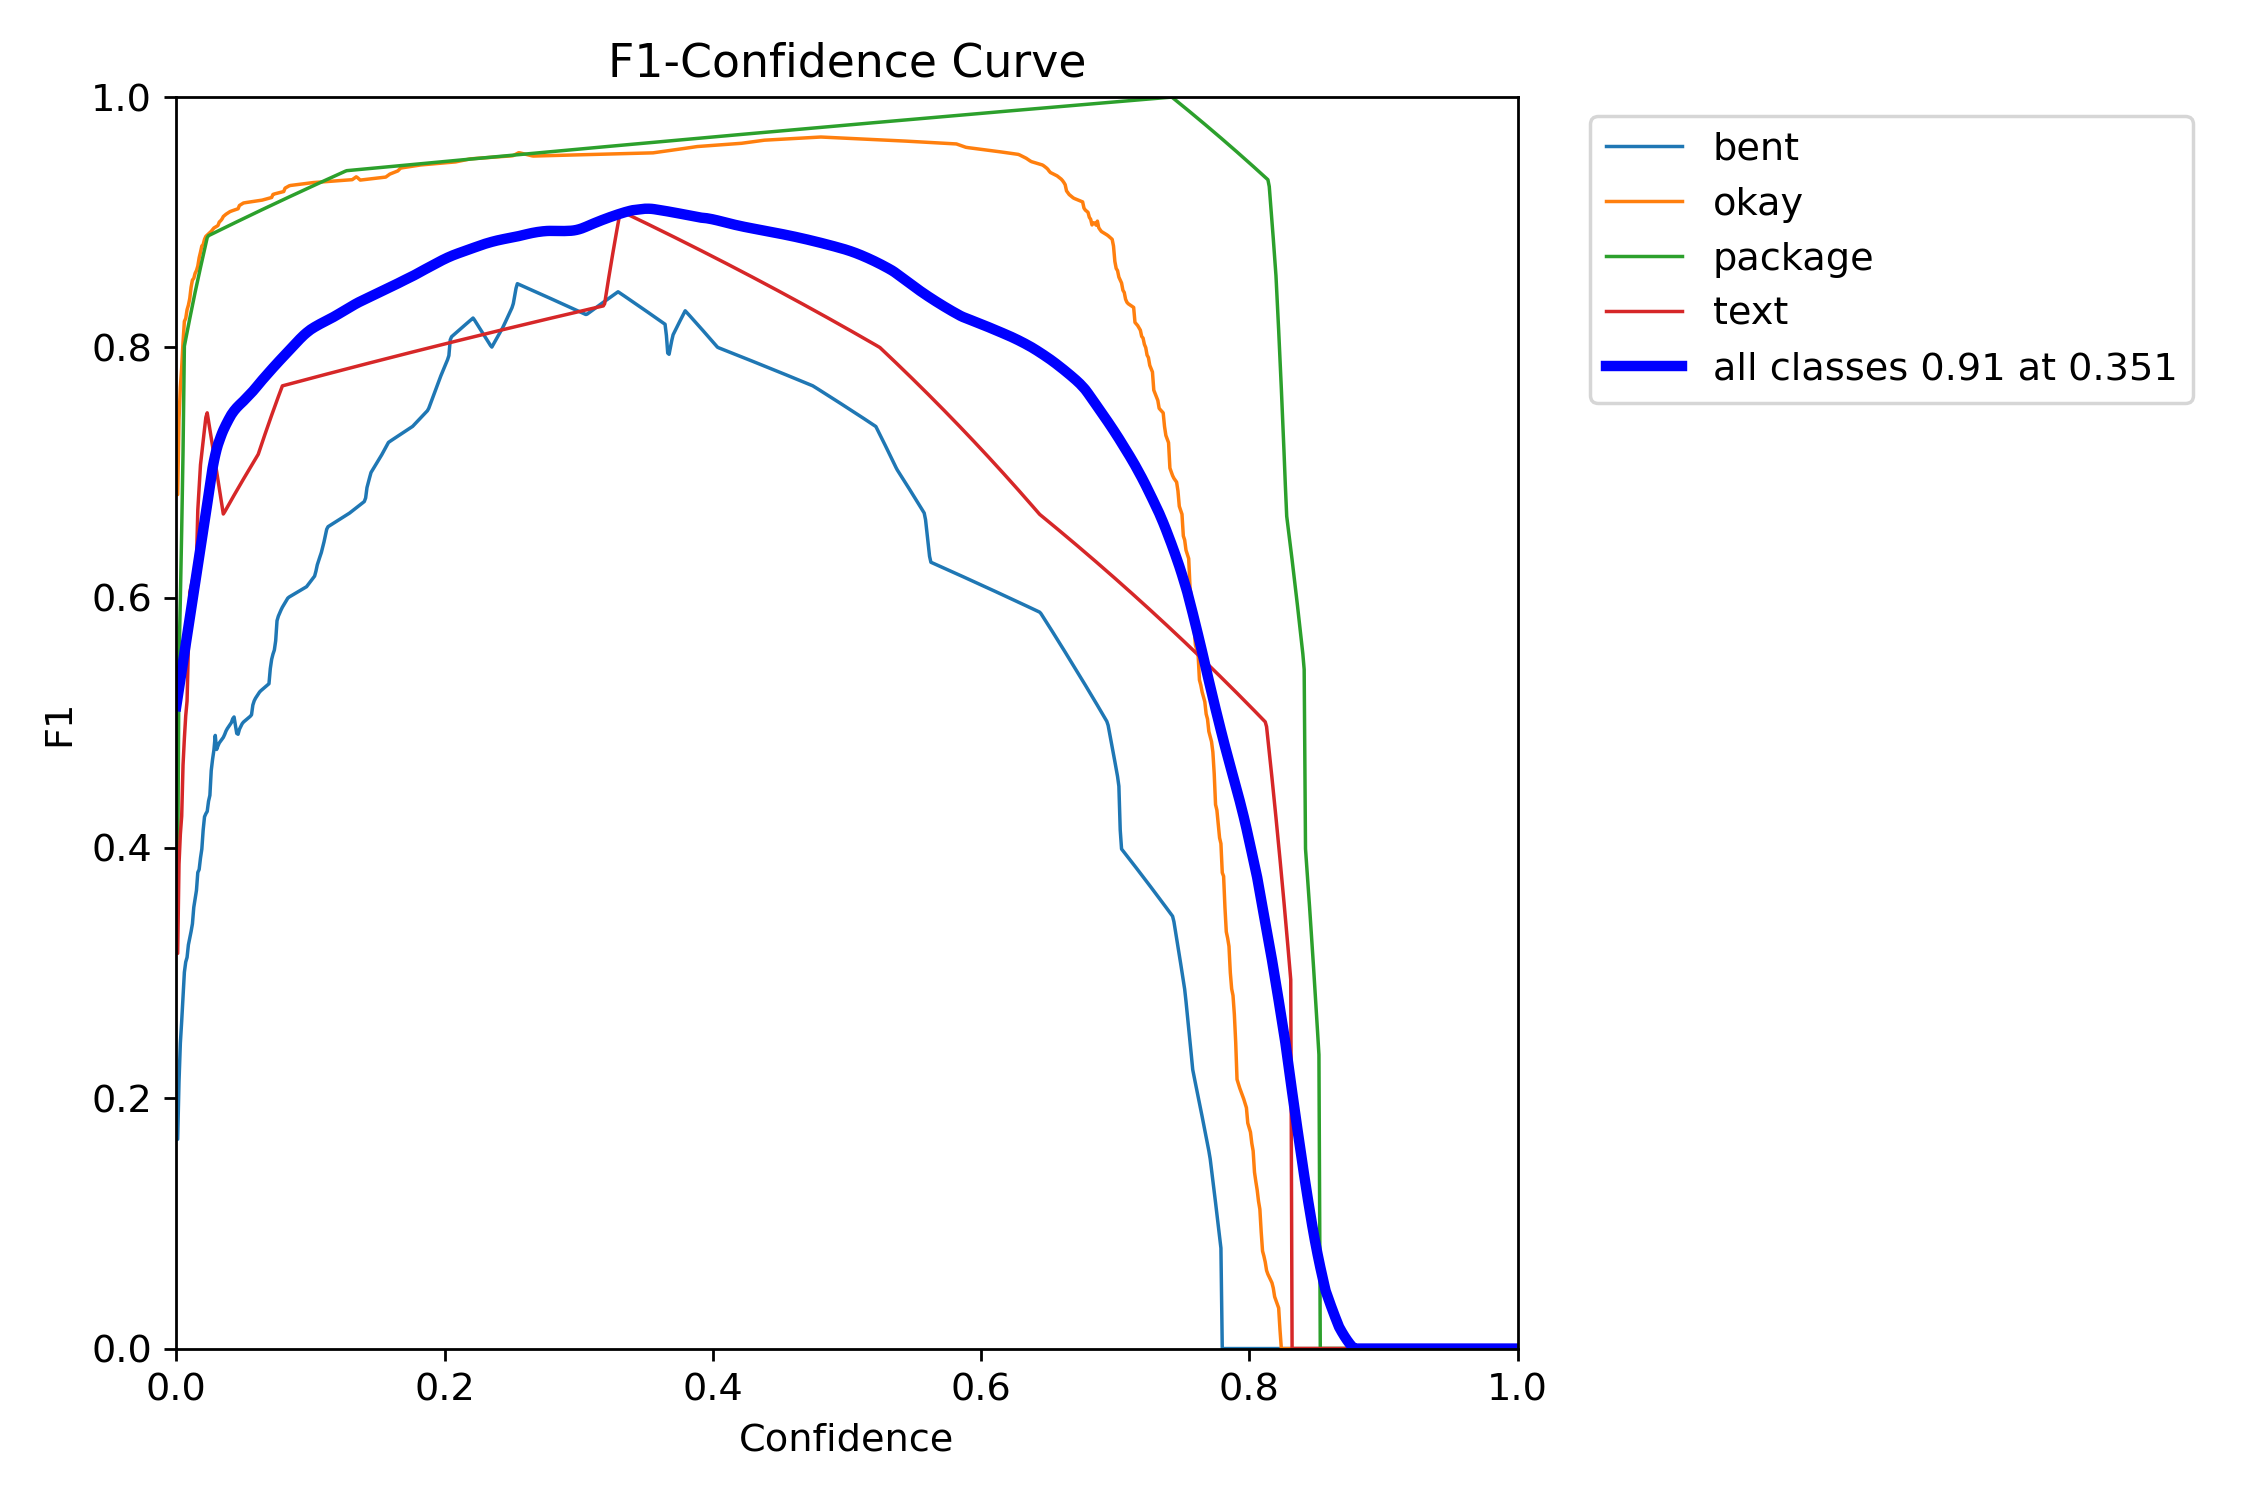 F1-Confidence Curve
1.0
0.8
0.6
0.4
0.2
0.0
F1
0.0 0.2 0.4 0.6 0.8 1.0
Confidence
bent
okay
package
text
all classes 0.91 at 0.351